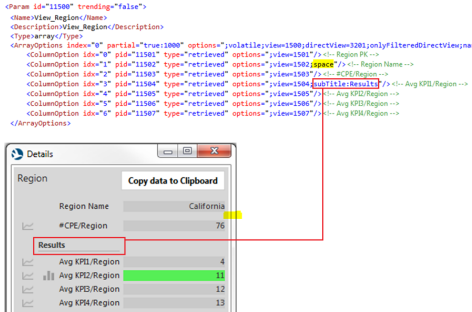 <Param id="11500" trending="false">
<Name>View_Region</Name>
<Description>View_Region</Description>
<Type>array</Type>
<ArrayOptions index="0" partial="true:1000" options=";volatile;view=1500;directView=3201;onlyFilteredDirectView;na
<ColumnOption idx="0" pid="11501" type="retrieved" options=";view=1501"/><!-- Region PK -->
<ColumnOption idx="1" pid="11502" type="retrieved" options=";view=1502;space"/><!-- Region Name -->
<ColumnOption idx="2" pid="11503" type="retrieved" options=";view=1503"/><!-- #CPE/Region -->
<ColumnOption idx="3" pid="11504" type="retrieved" options=";view=1504;subTitle:Results"/><!-- Avg KPI1/Region -->
<ColumnOption idx="4" pid="11505" type="retrieved" options=";view=1505"/><!-- Avg KPI2/Region -->
<ColumnOption idx="5" pid="11506" type="retrieved" options=";view=1506"/><!-- Avg KPI3/Region -->
<ColumnOption idx="6" pid="11507" type="retrieved" options=";view=1507"/><!-- Avg KPI4/Region -->
</ArrayOptions>
Details
Region
Copy data to Clipboard
Region Name California
#CPE/Region 76
Results
Avg KPI1/Region 4
Avg KPI2/Region 11
Avg KPI3/Region 12
Avg KPI4/Region 13